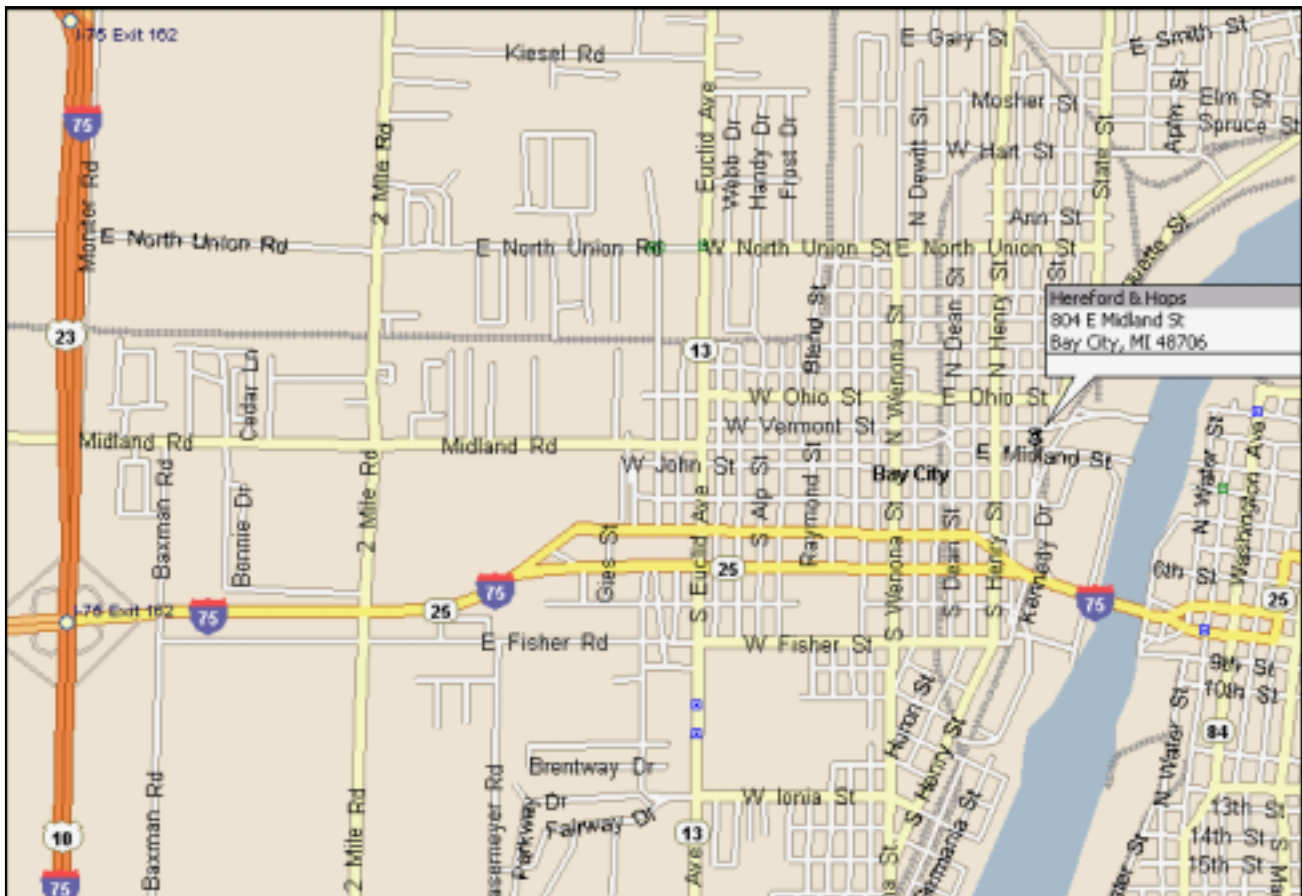 I-75 Exit 162
Kiesel Rd
E Gary St
E Smith St
75
Monitor Rd
2 Mile Rd
Euclid Ave
Webb Dr
Handy Dr
Frost Dr
N Dewitt St
Mosher St
W Hart St
State St
Elm St
Spruce St
Ann St
E North Union Rd
E North Union Rd
W North Union St
E North Union St
Hereford & Hops
804 E Midland St
Bay City, MI 48706
23
13
Cedar Ln
Blend St
N Wenona St
N Dean St
N Henry St
W Ohio St
E Ohio St
W Vermont St
Midland Rd
Midland Rd
W John St
Bay City
E Midland St
N Water St
Washington Ave
Baxman Rd
Bonnie Dr
2 Mile Rd
Gies St
S Euclid Ave
S Alp St
Raymond St
S Wenona St
S Dean St
S Henry St
Kennedy Dr
6th St
I-75 Exit 162
75
25
75
25
75
25
E Fisher Rd
W Fisher St
9th St
10th St
Huron St
S Henry St
N Water St
84
Brentway Dr
Parkway Dr
Fairway Dr
W Ionia St
13th St
14th St
15th St
10
75
Baxman Rd
2 Mile Rd
13
Ave